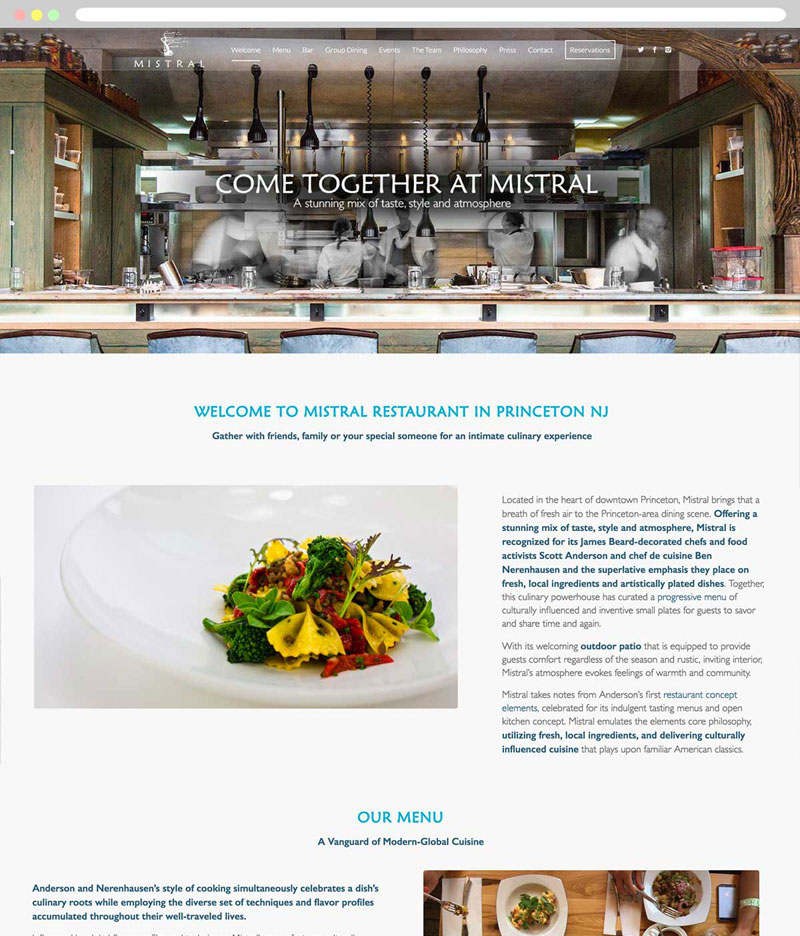 MISTRAL
Welcome Menu Bar Group Dining Events The Team Philosophy Press Contact Reservations
COME TOGETHER AT MISTRAL
A stunning mix of taste, style and atmosphere
WELCOME TO MISTRAL RESTAURANT IN PRINCETON NJ
Gather with friends, family or your special someone for an intimate culinary experience
Located in the heart of downtown Princeton, Mistral brings that a
breath of fresh air to the Princeton-area dining scene. Offering a
stunning mix of taste, style and atmosphere, Mistral is
recognized for its James Beard-decorated chefs and food
activists Scott Anderson and chef de cuisine Ben
Nerenhausen and the superlative emphasis they place on
fresh, local ingredients and artistically plated dishes. Together,
this culinary powerhouse has curated a progressive menu of
culturally influenced and inventive small plates for guests to savor
and share time and again.
With its welcoming outdoor patio that is equipped to provide
guests comfort regardless of the season and rustic, inviting interior,
Mistral's atmosphere evokes feelings of warmth and community.
Mistral takes notes from Anderson's first restaurant concept
elements, celebrated for its indulgent tasting menus and open
kitchen concept. Mistral emulates the elements core philosophy,
utilizing fresh, local ingredients, and delivering culturally
influenced cuisine that plays upon familiar American classics.
OUR MENU
A Vanguard of Modern-Global Cuisine
Anderson and Nerenhausen's style of cooking simultaneously celebrates a dish's
culinary roots while employing the diverse set of techniques and flavor profiles
accumulated throughout their well-traveled lives.